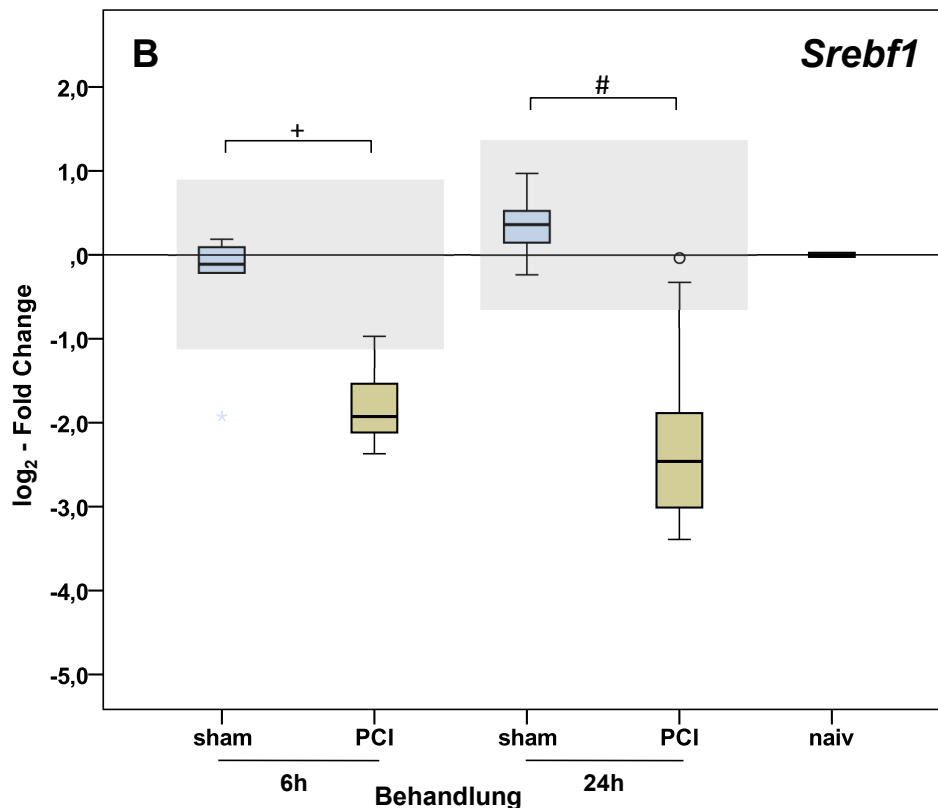 B
Srebf1
+
#
2,0
1,0
,0
-1,0
-2,0
-3,0
-4,0
-5,0
log₂ - Fold Change
*
sham PCI sham PCI naiv
6h 24h
Behandlung